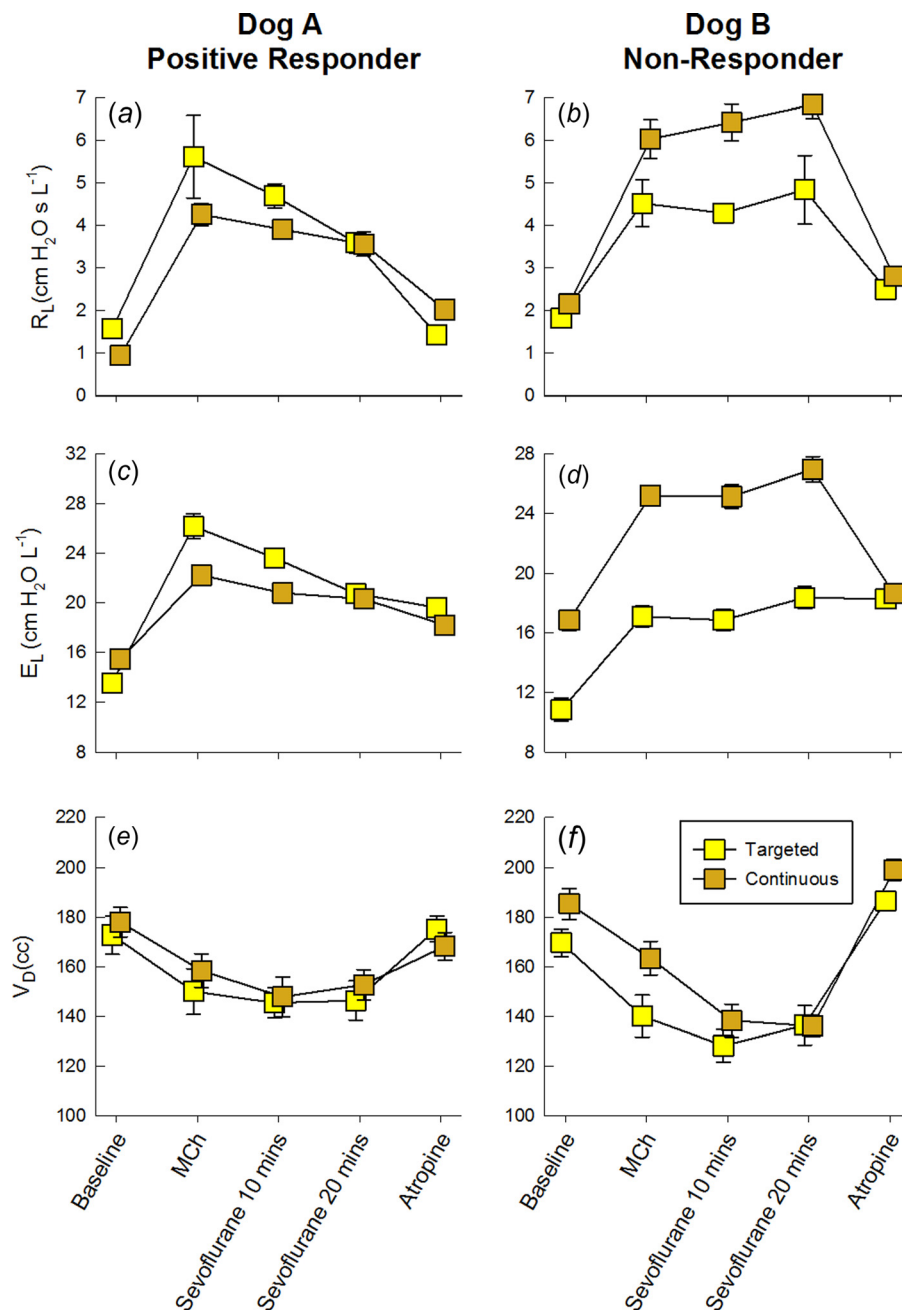 Dog A
Positive Responder
Dog B
Non-Responder
(a)
7
6
5
4
3
2
1
0
R_L (cm H₂O s L⁻¹)
(b)
7
6
5
4
3
2
1
0
(c)
32
28
24
20
16
12
8
E_L (cm H₂O L⁻¹)
(d)
28
24
20
16
12
8
(e)
220
200
180
160
140
120
100
V_D (cc)
(f)
220
200
180
160
140
120
100
Targeted
Continuous
Baseline
MCh
Sevoflurane 10 mins
Sevoflurane 20 mins
Atropine
Baseline
MCh
Sevoflurane 10 mins
Sevoflurane 20 mins
Atropine